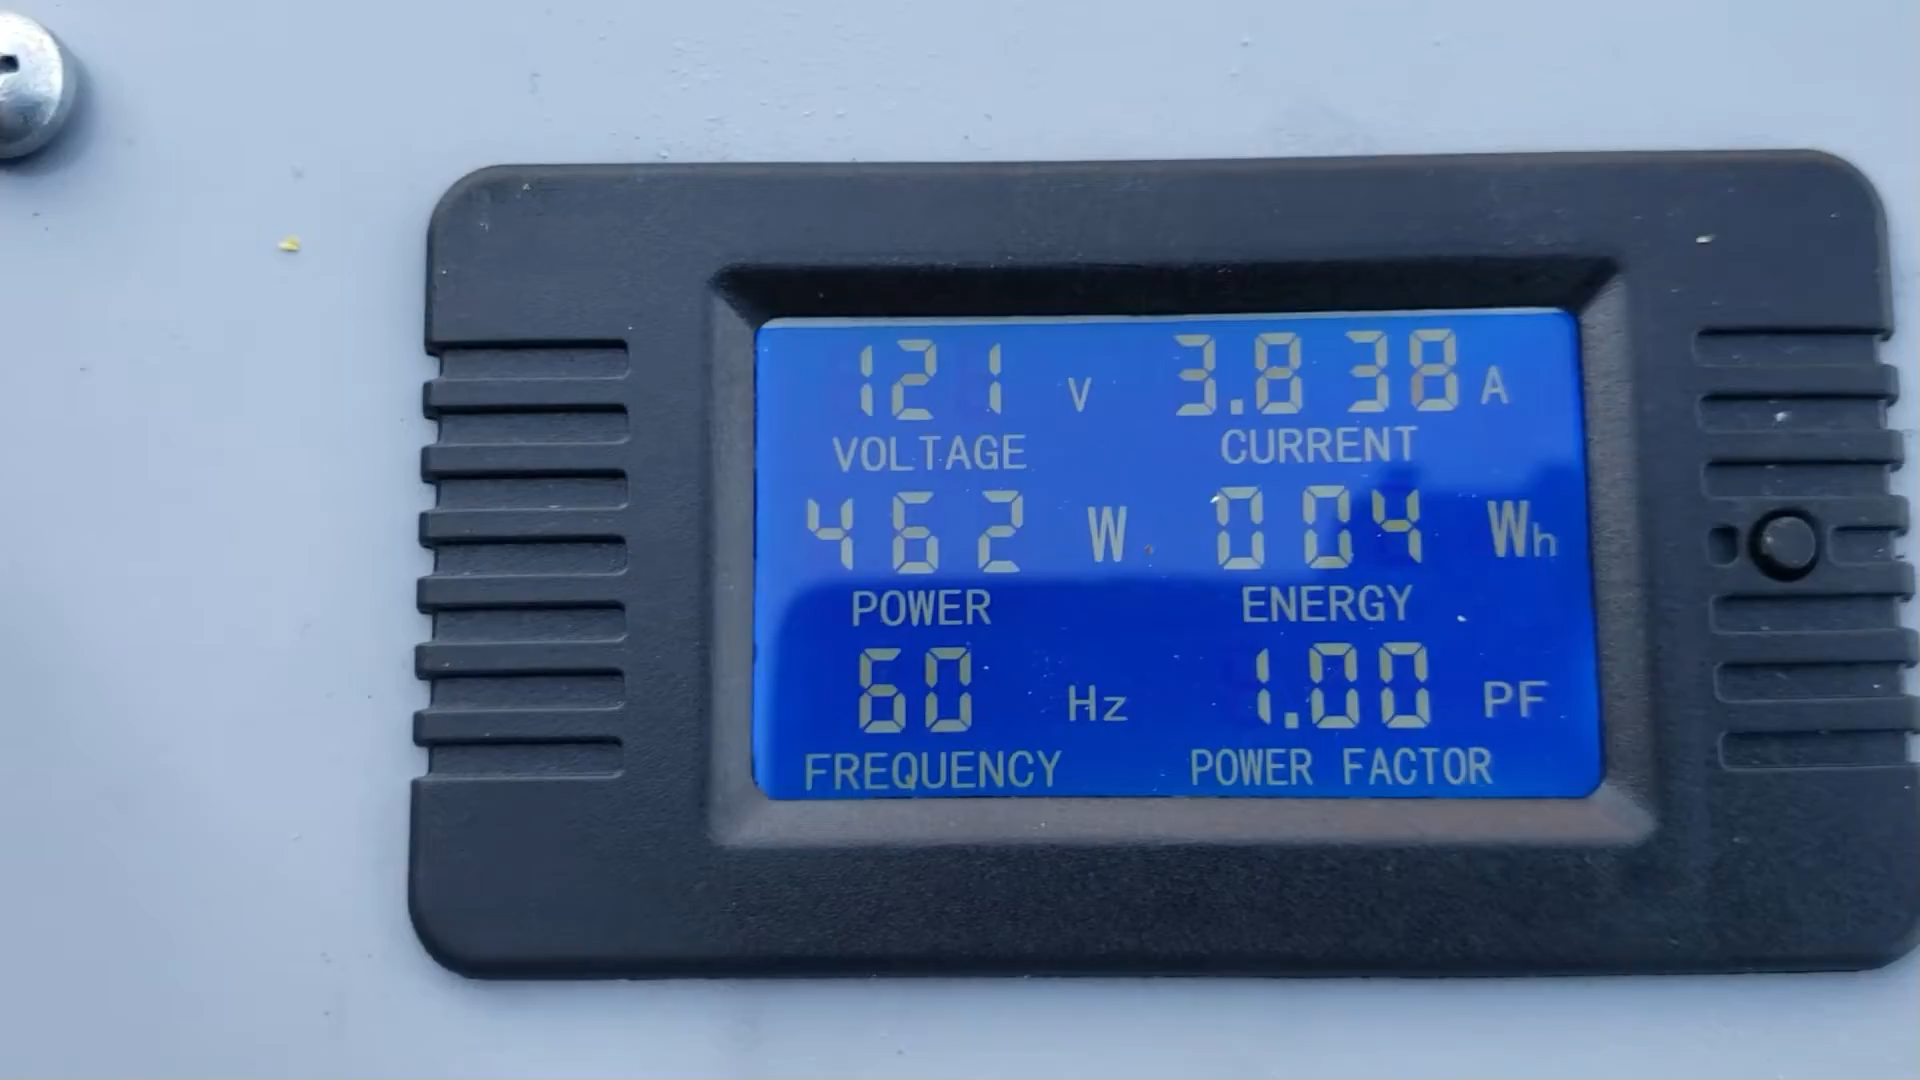 121 V 3.838 A
VOLTAGE CURRENT
462 W 004 Wh
POWER ENERGY
60 Hz 1.00 PF
FREQUENCY POWER FACTOR